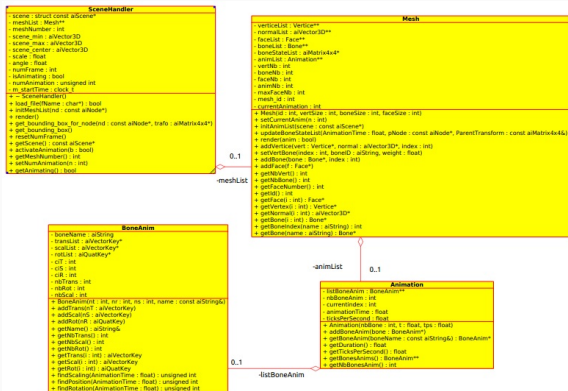 SceneHandler
- scene : struct const aiScene*
- meshList : Mesh**
- meshNumber : int
- scene_min : aiVector3D
- scene_max : aiVector3D
- scene_center : aiVector3D
- scale : float
- angle : float
- numFrame : int
- isAnimating : bool
- numAnimation : unsigned int
- m_startTime : clock_t
+ ~ SceneHandler()
+ load_file(fName : char*) : bool
+ initMeshList(nd : const aiNode*)
+ render()
+ get_bounding_box_for_node(nd : const aiNode*, trafo : aiMatrix4x4*)
+ get_bounding_box()
+ resetNumFrame()
+ getScene() : const aiScene*
+ activateAnimation(b : bool)
+ getMeshNumber() : int
+ setNumAnimation(n : int)
+ getAnimating() : bool
0..1
-meshList
Mesh
- verticeList : Vertice**
- normalList : aiVector3D**
- faceList : Face**
- boneList : Bone**
- boneStateList : aiMatrix4x4*
- animList : Animation**
- vertNb : int
- boneNb : int
- faceNb : int
- animNb : int
- maxFaceNb : int
- mesh_id : int
- currentAnimation : int
+ Mesh(id : int, vertSize : int, boneSize : int, faceSize : int)
+ setCurrentAnim(n : int)
+ initAnimList(scene : const aiScene*)
+ updateBoneStateList(AnimationTime : float, pNode : const aiNode*, ParentTransform : const aiMatrix4x4&)
+ render(anim : bool)
+ addVertice(vert : Vertice*, normal : aiVector3D*, index : int)
+ setVertBone(index : int, boneID : aiString, weight : float)
+ addBone(bone : Bone*, index : int)
+ addFace(f : Face*)
+ getNbVert() : int
+ getNbBone() : int
+ getFaceNumber() : int
+ getId() : int
+ getFace(i : int) : Face*
+ getVertex(i : int) : Vertice*
+ getNormal(i : int) : aiVector3D*
+ getBone(i : int) : Bone*
+ getBoneIndex(name : aiString) : int
+ getBone(name : aiString) : Bone*
-animList
0..1
BoneAnim
- boneName : aiString
- transList : aiVectorKey*
- scalList : aiVectorKey*
- rotList : aiQuatKey*
- ciT : int
- ciS : int
- ciR : int
- nbTrans : int
- nbRot : int
- nbScal : int
+ BoneAnim(nt : int, nr : int, ns : int, name : const aiString&)
+ addTrans(nT : aiVectorKey)
+ addScal(nS : aiVectorKey)
+ addRot(nR : aiQuatKey)
+ getName() : aiString&
+ getNbTrans() : int
+ getNbScal() : int
+ getNbRot() : int
+ getTrans(i : int) : aiVectorKey
+ getScal(i : int) : aiVectorKey
+ getRot(i : int) : aiQuatKey
+ findScaling(AnimationTime : float) : unsigned int
+ findPosition(AnimationTime : float) : unsigned int
+ findRotation(AnimationTime : float) : unsigned int
0..1
-listBoneAnim
Animation
- listBoneAnim : BoneAnim**
- nbBoneAnim : int
- currentIndex : int
- animationTime : float
- ticksPerSecond : float
+ Animation(nbBone : int, t : float, tps : float)
+ addBoneAnim(bone : BoneAnim*)
+ getBoneAnim(boneName : const aiString&) : BoneAnim*
+ getDuration() : float
+ getTicksPerSecond() : float
+ getBoneAnims() : BoneAnim**
+ getNbBonesAnim() : int